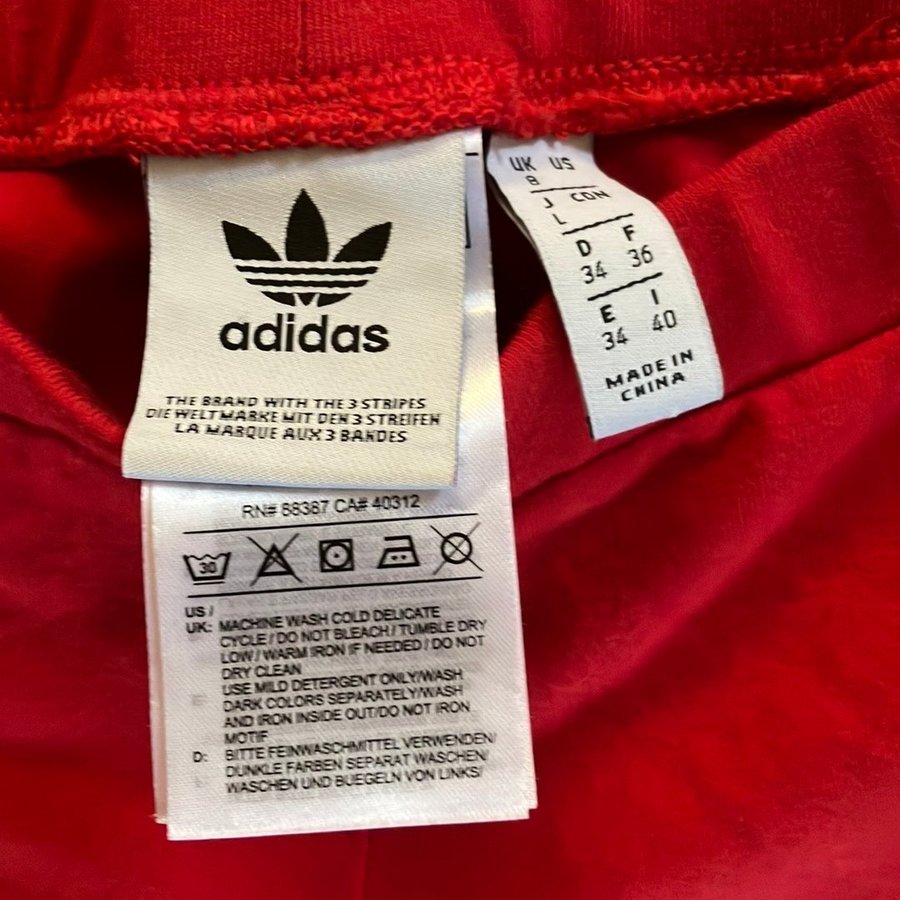 adidas
THE BRAND WITH THE 3 STRIPES
DIE WELTMARKE MIT DEN 3 STREIFEN
LA MARQUE AUX 3 BANDES
UK US
8
J CDN
L
D F
34 36
E I
34 40
MADE IN
CHINA
RN# 88387 CA# 40312
30
US /
UK: MACHINE WASH COLD DELICATE
CYCLE / DO NOT BLEACH / TUMBLE DRY
LOW / WARM IRON IF NEEDED / DO NOT
DRY CLEAN
USE MILD DETERGENT ONLY/WASH
DARK COLORS SEPARATELY/WASH
AND IRON INSIDE OUT/DO NOT IRON
MOTIF
D: BITTE FEINWASCHMITTEL VERWENDEN/
DUNKLE FARBEN SEPARAT WASCHEN/
WASCHEN UND BUEGELN VON LINKS/